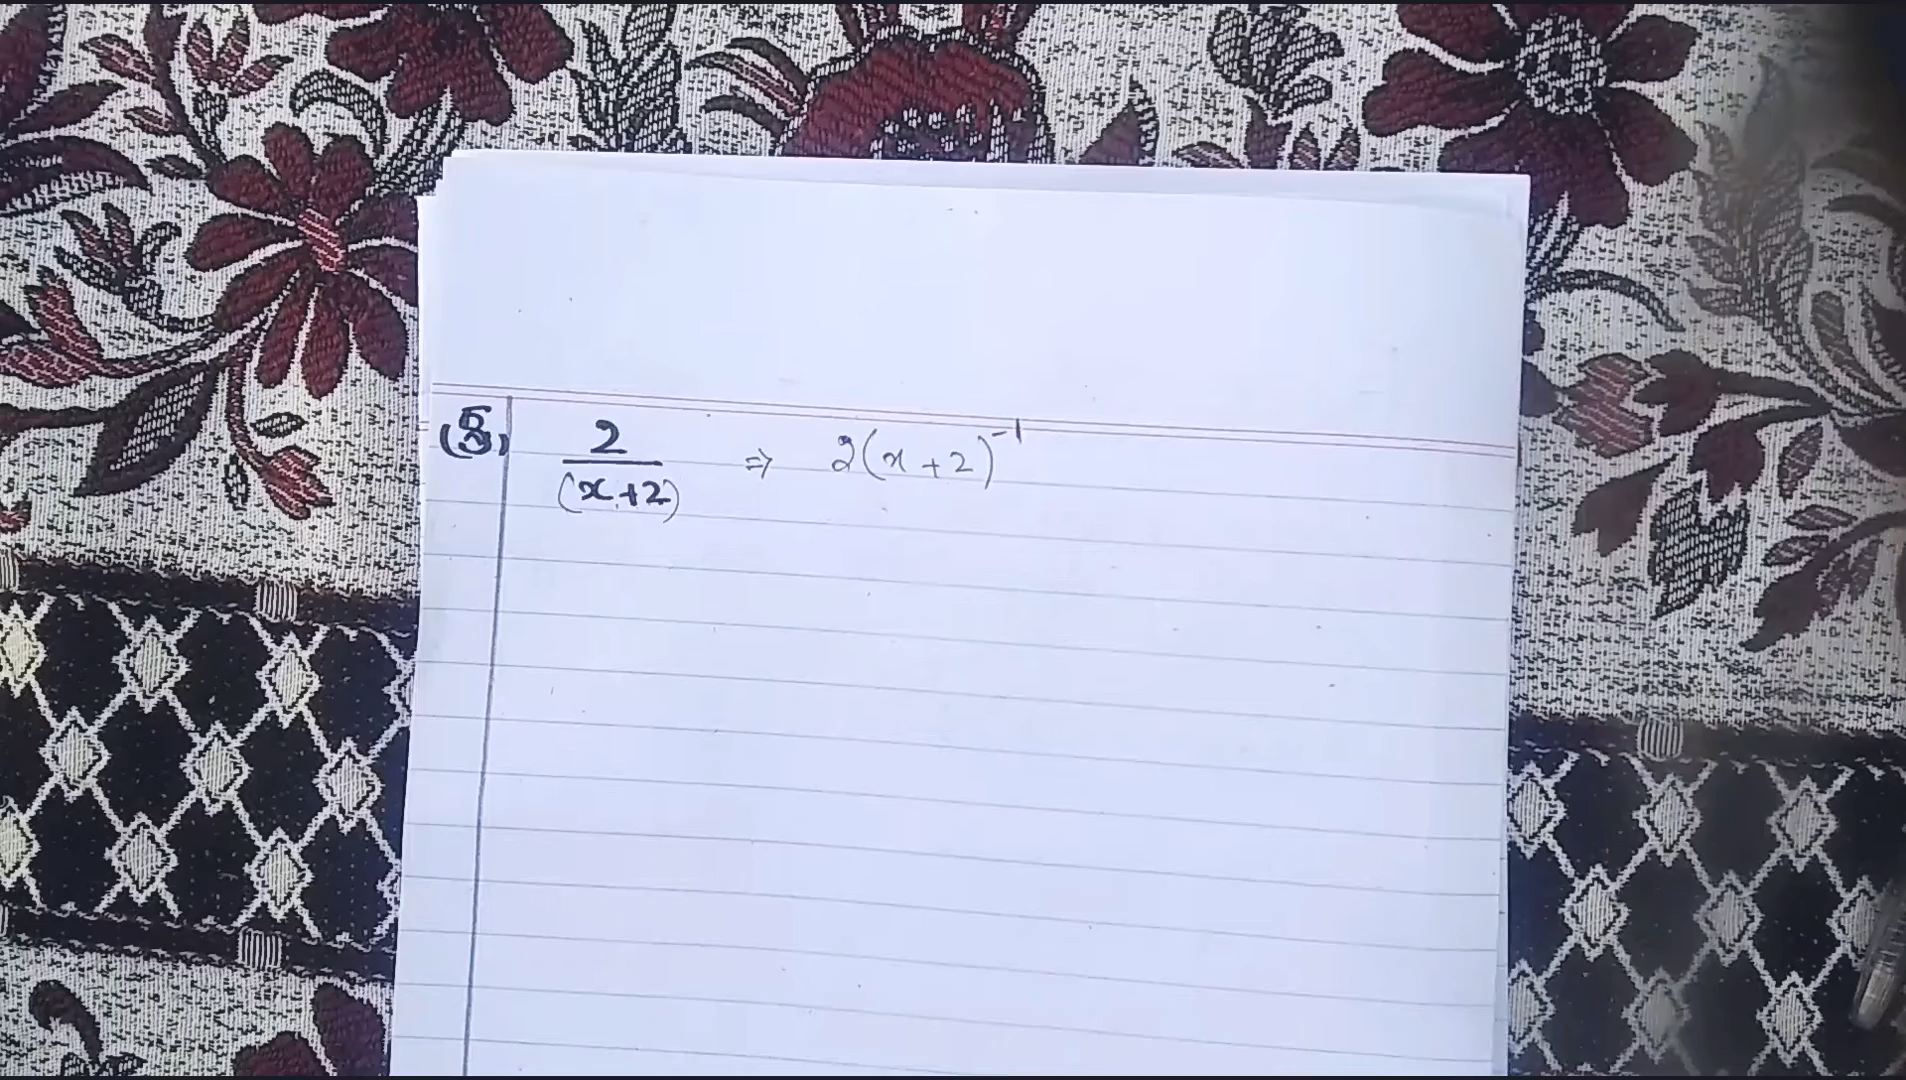 (5) 2/(x+2) ⇒ 2(x+2)^-1